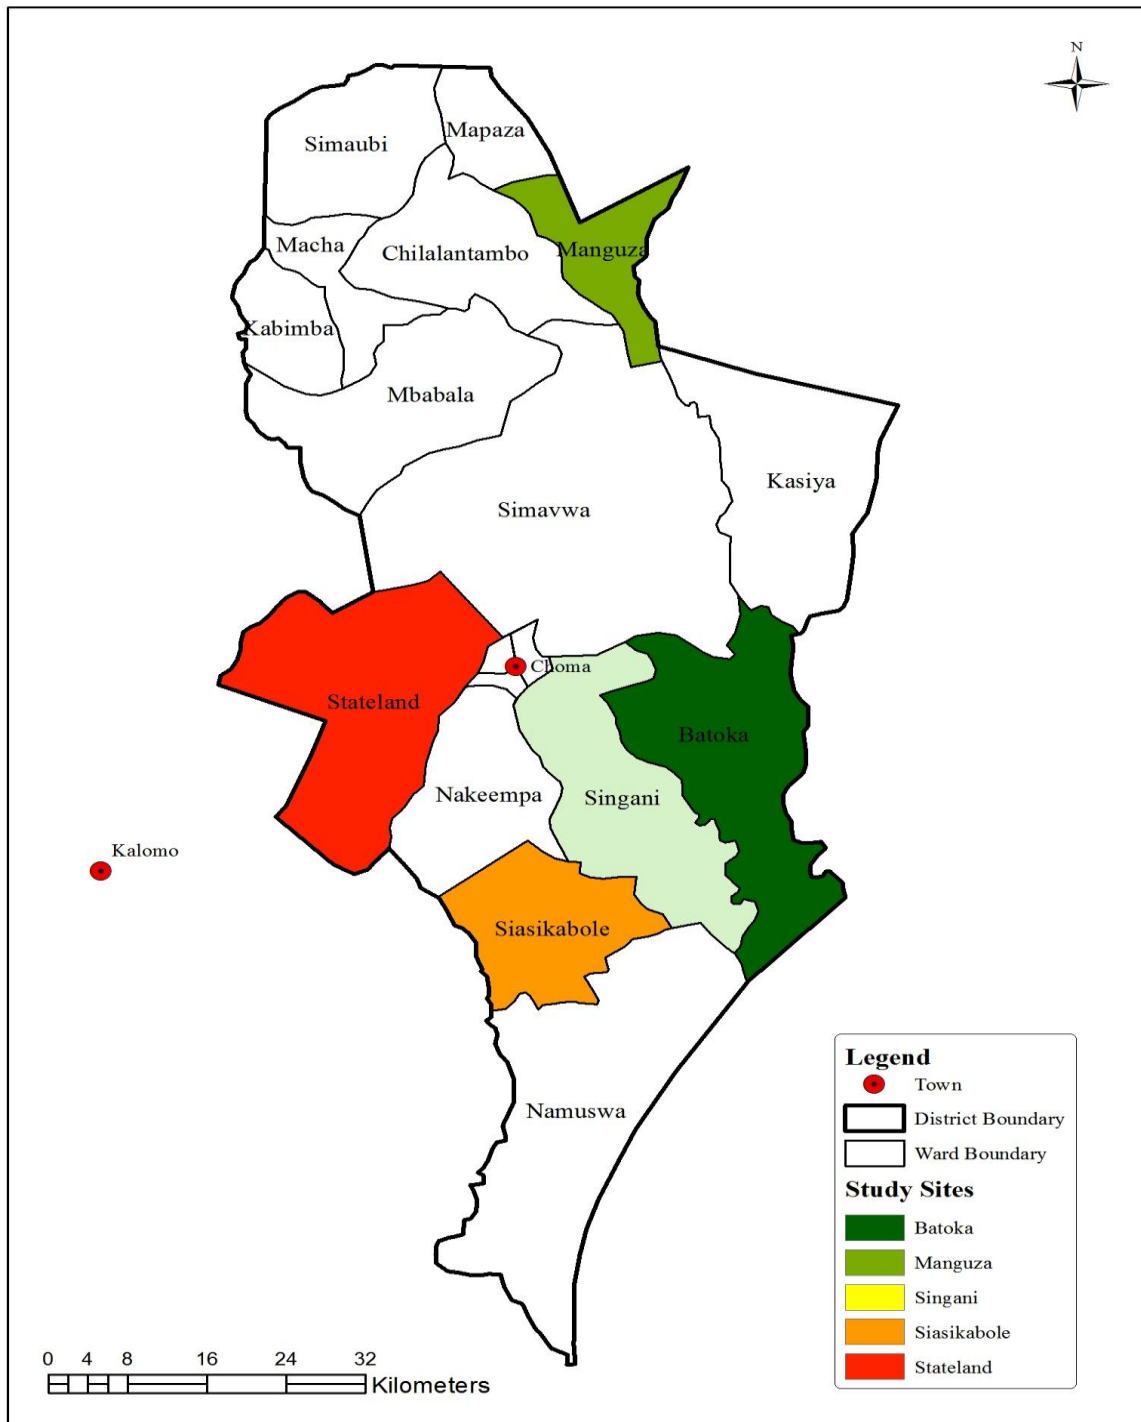 N
Mapaza
Simaubi
Macha
Chilalantambo
Manguza
Kabimba
Mbabala
Kasiya
Simavwa
Choma
Stateland
Batoka
Nakeempa
Singani
Kalomo
Siasikabole
Namuswa
Legend
Town
District Boundary
Ward Boundary
Study Sites
Batoka
Manguza
Singani
Siasikabole
Stateland
0 4 8 16 24 32
Kilometers